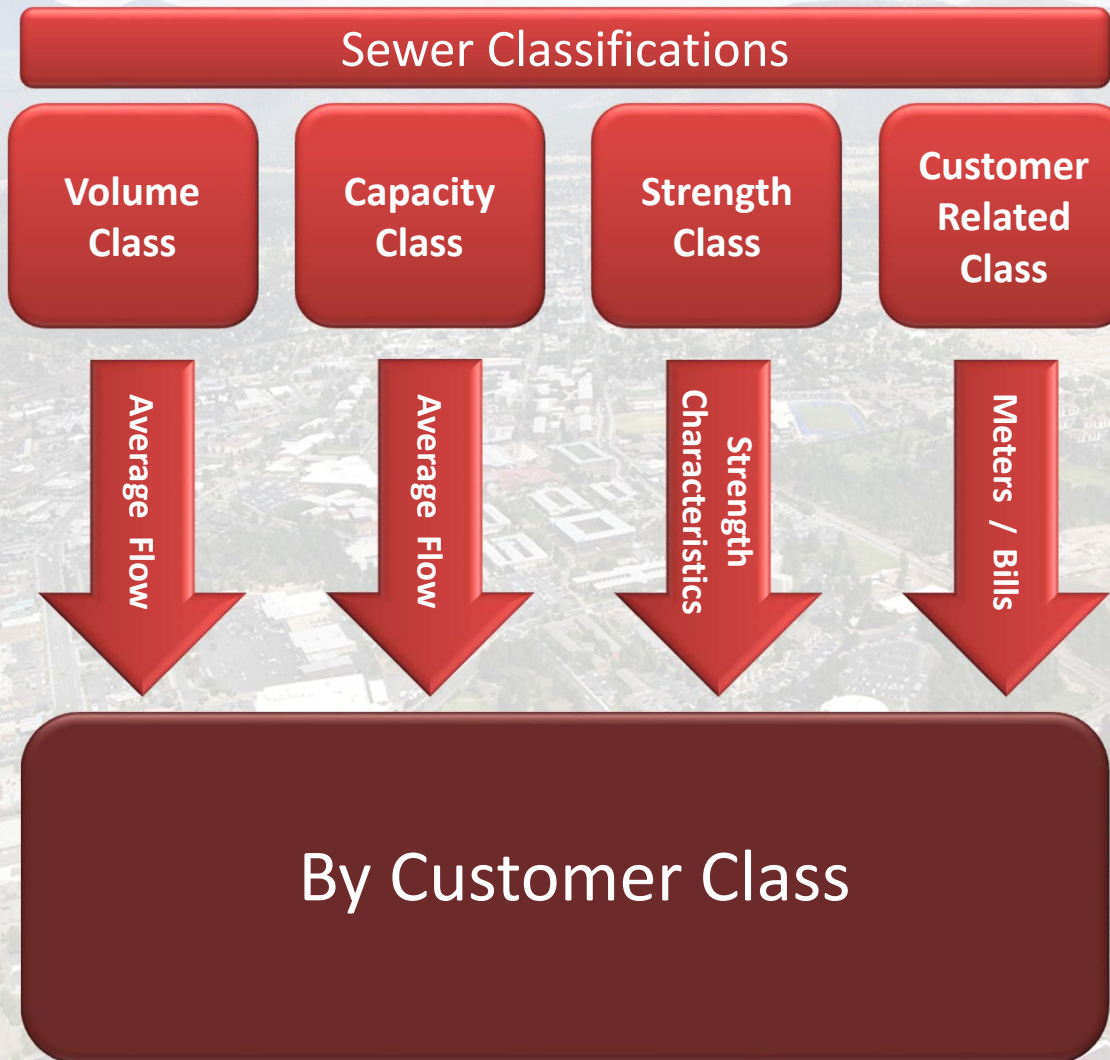 Sewer Classifications
Volume
Class
Capacity
Class
Strength
Class
Customer
Related
Class
Average Flow
Average Flow
Strength
Characteristics
Meters / Bills
By Customer Class